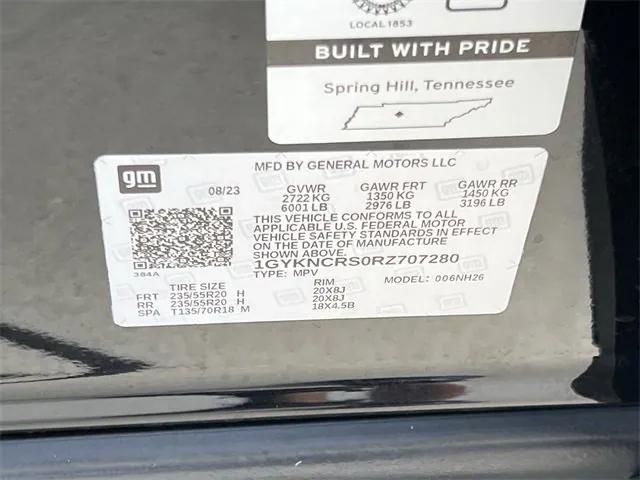 LOCAL 1853
BUILT WITH PRIDE
Spring Hill, Tennessee
gm
MFD BY GENERAL MOTORS LLC
08/23 GVWR GAWR FRT GAWR RR
2722 KG 1350 KG 1450 KG
6001 LB 2976 LB 3196 LB
THIS VEHICLE CONFORMS TO ALL
APPLICABLE U.S. FEDERAL MOTOR
VEHICLE SAFETY STANDARDS IN EFFECT
ON THE DATE OF MANUFACTURE
SHOWN ABOVE.
1GYKNCRS0RZ707280
384A TYPE: MPV MODEL: 006NH26
TIRE SIZE RIM
FRT 235/55R20 H 20X8J
RR 235/55R20 H 20X8J
SPA T135/70R18 M 18X4.5B